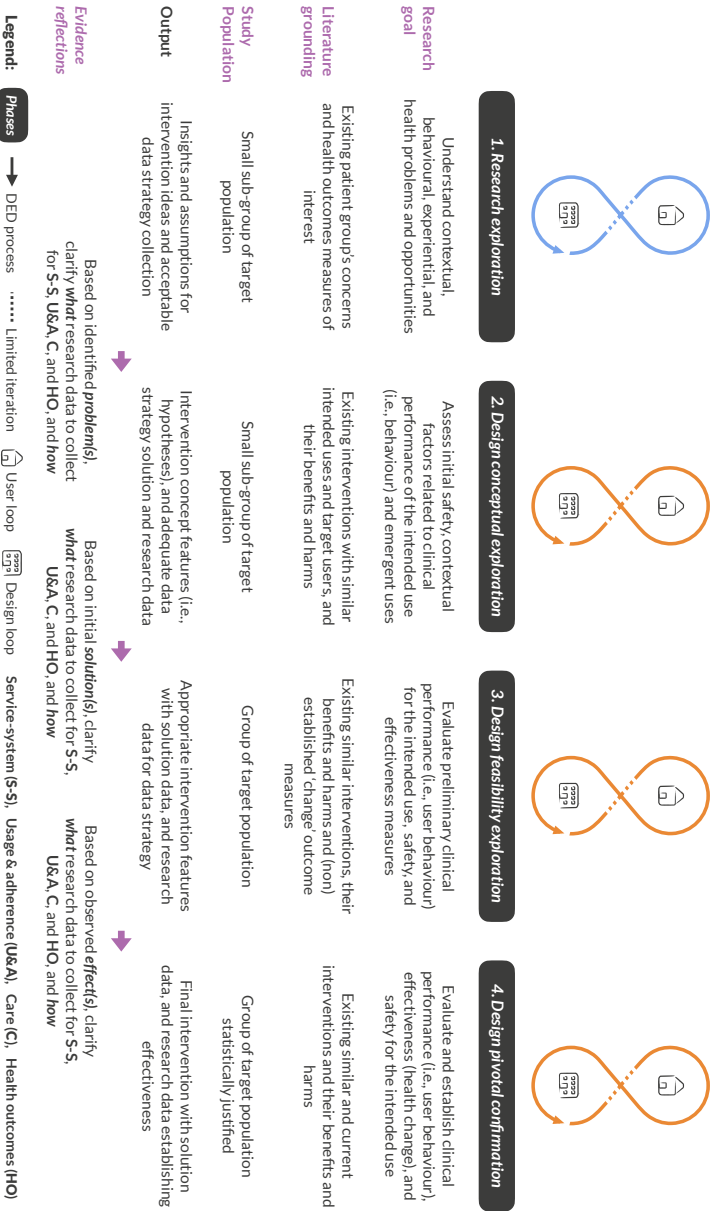 1. Research exploration
2. Design conceptual exploration
3. Design feasibility exploration
4. Design pivotal confirmation
Research
goal
Understand contextual,
behavioural, experiential, and
health problems and opportunities
Assess initial safety, contextual
factors related to clinical
performance of the intended use
(i.e., behaviour) and emergent uses
Evaluate preliminary clinical
performance (i.e., user behaviour)
for the intended use, safety, and
effectiveness measures
Evaluate and establish clinical
performance (i.e., user behaviour),
effectiveness (health change), and
safety for the intended use
Literature
grounding
Existing patient group's concerns
and health outcomes measures of
interest
Existing interventions with similar
intended uses and target users, and
their benefits and harms
Existing similar interventions, their
benefits and harms and (non)
established 'change' outcome
measures
Existing similar and current
interventions and their benefits and
harms
Study
Population
Small sub-group of target
population
Small sub-group of target
population
Group of target population
Group of target population
statistically justified
Output
Insights and assumptions for
intervention ideas and acceptable
data strategy collection
Intervention concept features (i.e.,
hypotheses), and adequate data
strategy solution and research data
Appropriate intervention features
with solution data, and research
data for data strategy
Final intervention with solution
data, and research data establishing
effectiveness
Evidence
reflections
Based on identified problem(s),
clarify what research data to collect
for S-S, U&A, C, and HO, and how
Based on initial solution(s), clarify
what research data to collect for S-S,
U&A, C, and HO, and how
Based on observed effect(s), clarify
what research data to collect for S-S,
U&A, C, and HO, and how
Legend: Phases DED process Limited iteration User loop Design loop Service-system (S-S), Usage & adherence (U&A), Care (C), Health outcomes (HO)